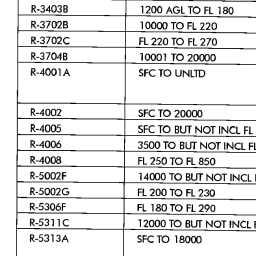 R-3403B 1200 AGL TO FL 180
R-3702B 10000 TO FL 220
R-3702C FL 220 TO FL 270
R-3704B 10001 TO 20000
R-4001A SFC TO UNLTD
R-4002 SFC TO 20000
R-4005 SFC TO BUT NOT INCL FL
R-4006 3500 TO BUT NOT INCL FL
R-4008 FL 250 TO FL 850
R-5002F 14000 TO BUT NOT INCL
R-5002G FL 200 TO FL 230
R-5306F FL 180 TO FL 290
R-5311C 12000 TO BUT NOT INCL
R-5313A SFC TO 18000